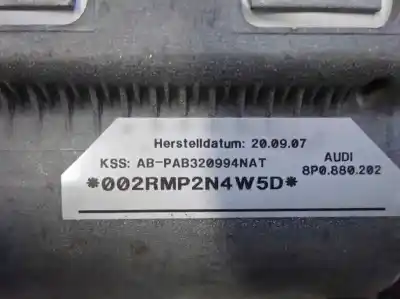 Herstelldatum: 20.09.07
KSS: AB-PAB320994NAT AUDI
8P0.880.202
*002RMP2N4W5D*